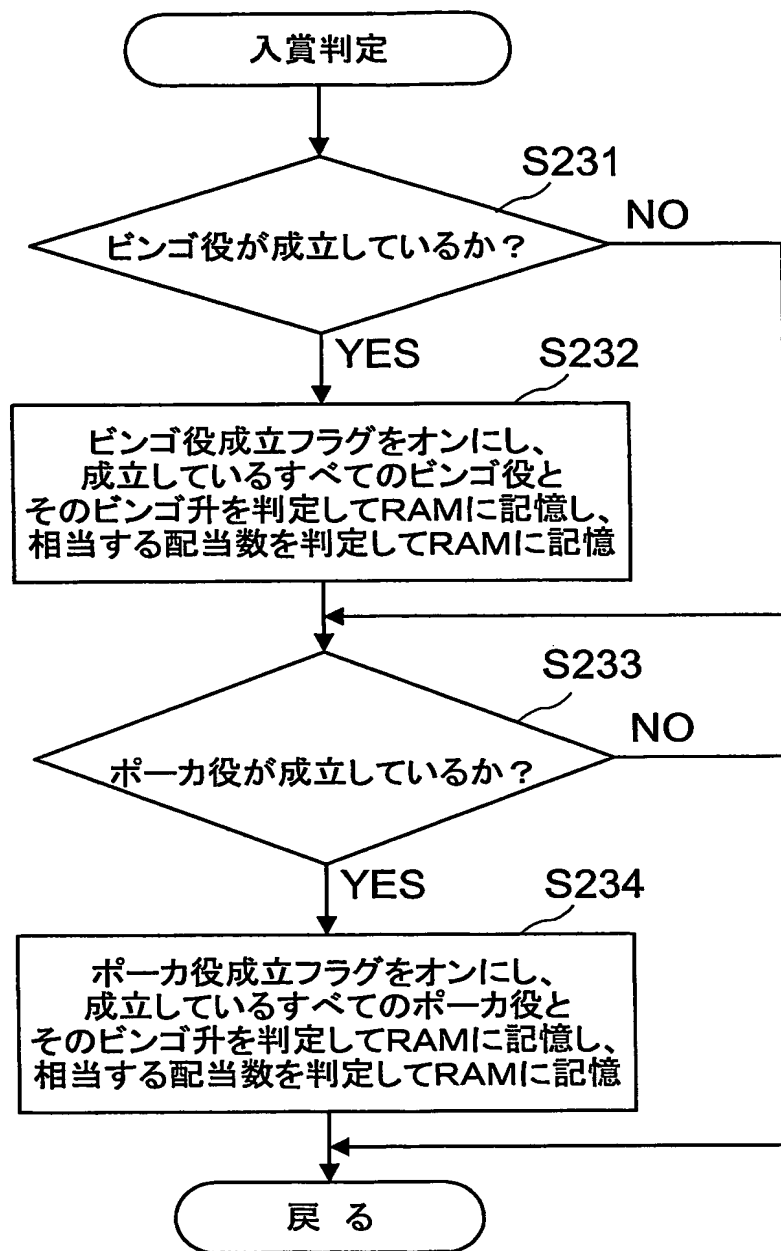 入賞判定
S231
ビンゴ役が成立しているか？
NO
YES
S232
ビンゴ役成立フラグをオンにし、
成立しているすべてのビンゴ役と
そのビンゴ升を判定してRAMに記憶し、
相当する配当数を判定してRAMに記憶
S233
ポーカ役が成立しているか？
NO
YES
S234
ポーカ役成立フラグをオンにし、
成立しているすべてのポーカ役と
そのビンゴ升を判定してRAMに記憶し、
相当する配当数を判定してRAMに記憶
戻 る